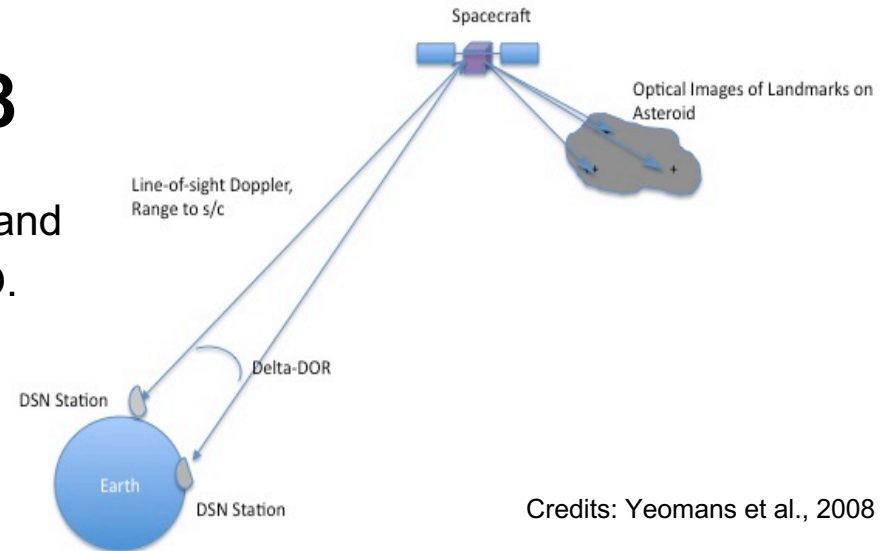 Spacecraft
Optical Images of Landmarks on
Asteroid
Line-of-sight Doppler,
Range to s/c
and
Delta-DOR
DSN Station
Earth
DSN Station
Credits: Yeomans et al., 2008